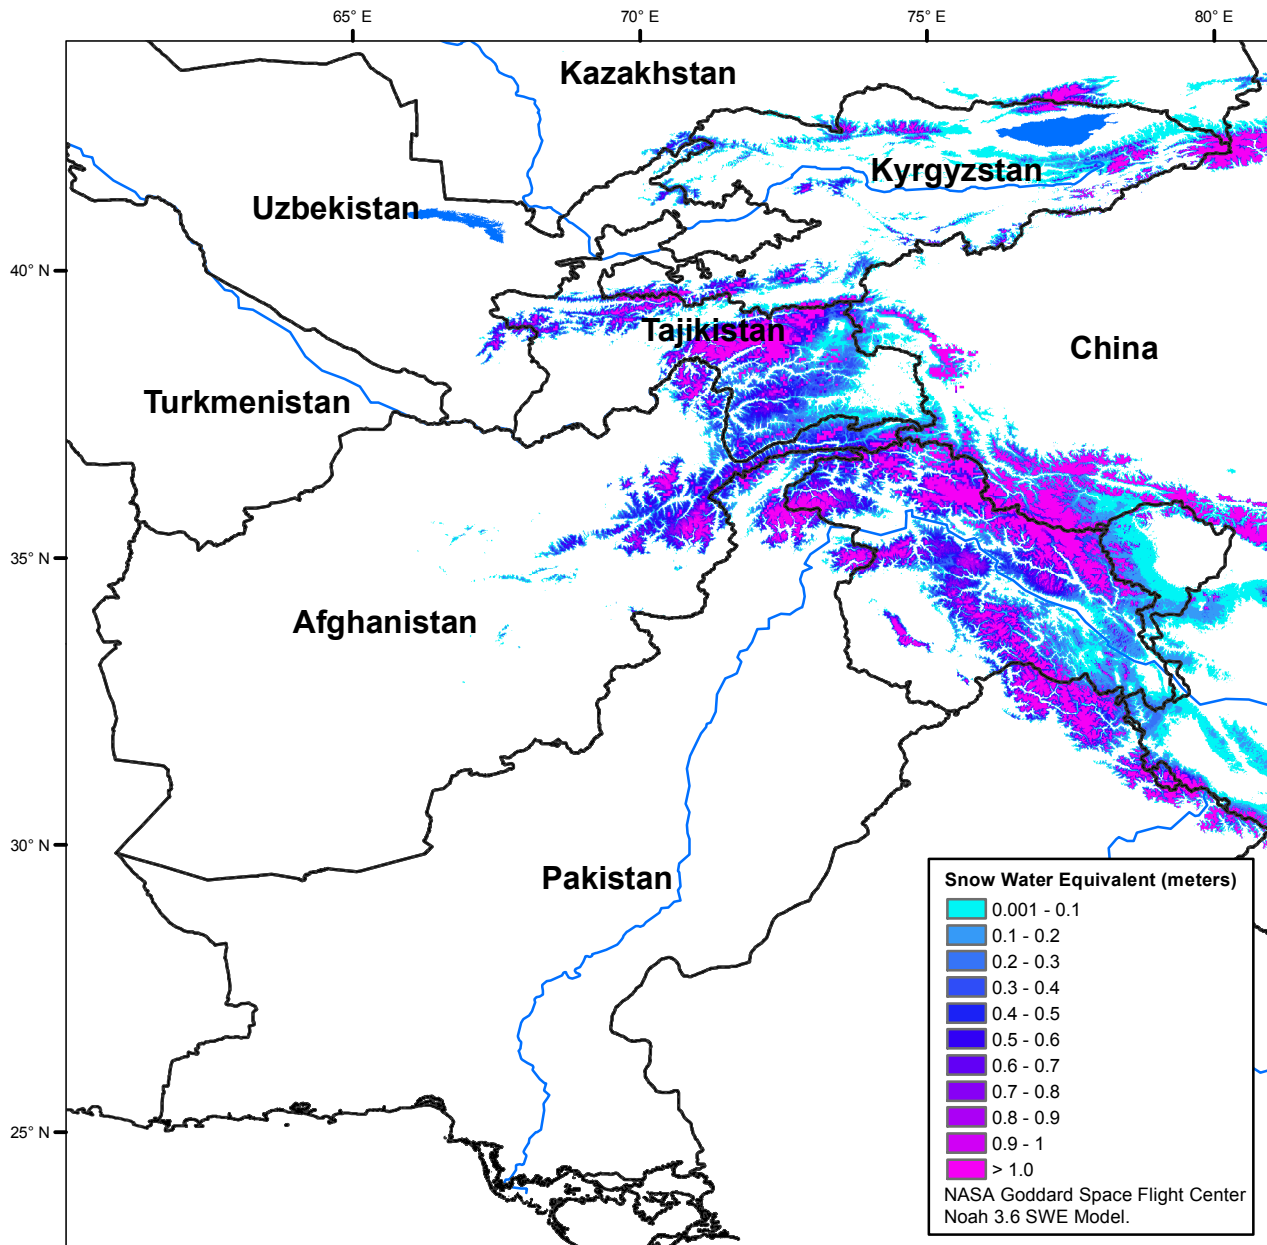 65° E
70° E
75° E
80° E
Kazakhstan
Kyrgyzstan
Uzbekistan
40° N
Tajikistan
China
Turkmenistan
35° N
Afghanistan
30° N
Pakistan
25° N
Snow Water Equivalent (meters)
0.001 - 0.1
0.1 - 0.2
0.2 - 0.3
0.3 - 0.4
0.4 - 0.5
0.5 - 0.6
0.6 - 0.7
0.7 - 0.8
0.8 - 0.9
0.9 - 1
> 1.0
NASA Goddard Space Flight Center
Noah 3.6 SWE Model.